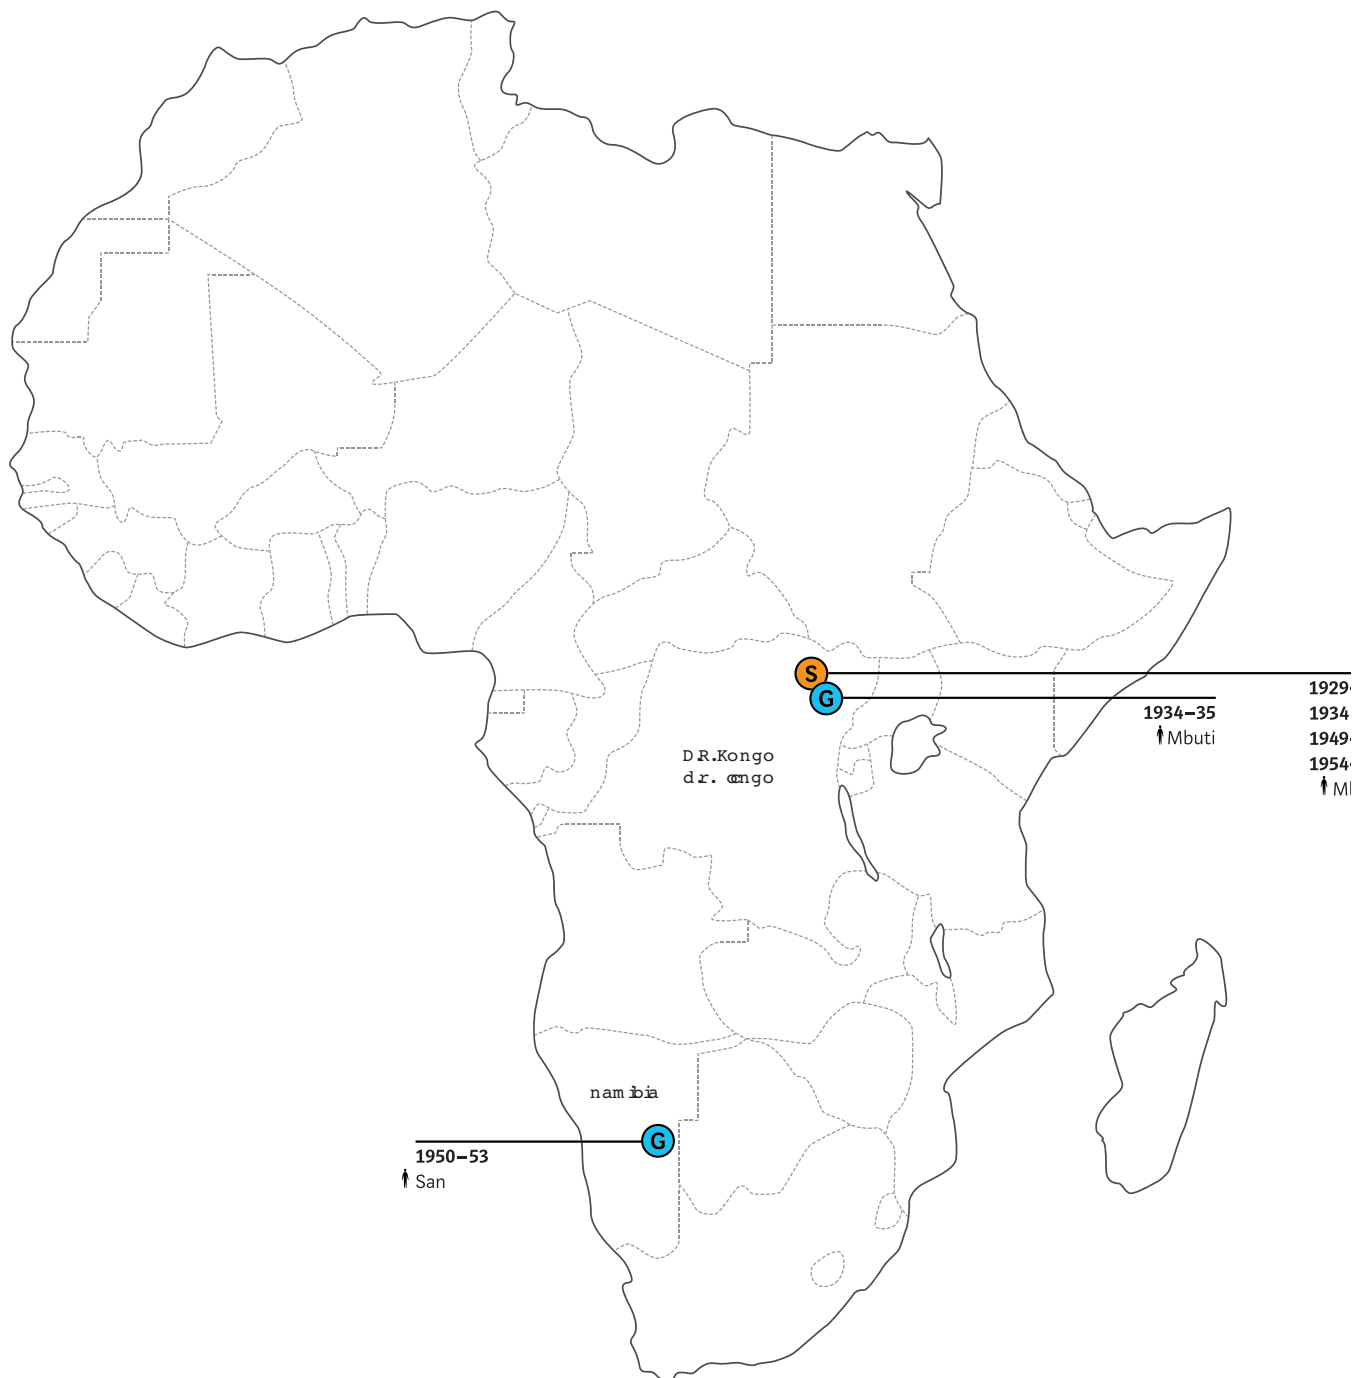 S
1929-
G
1934–35
1934
Mbuti
1949-
D.R.Kongo
1954-
d.r. congo
namibia
G
1950–53
San